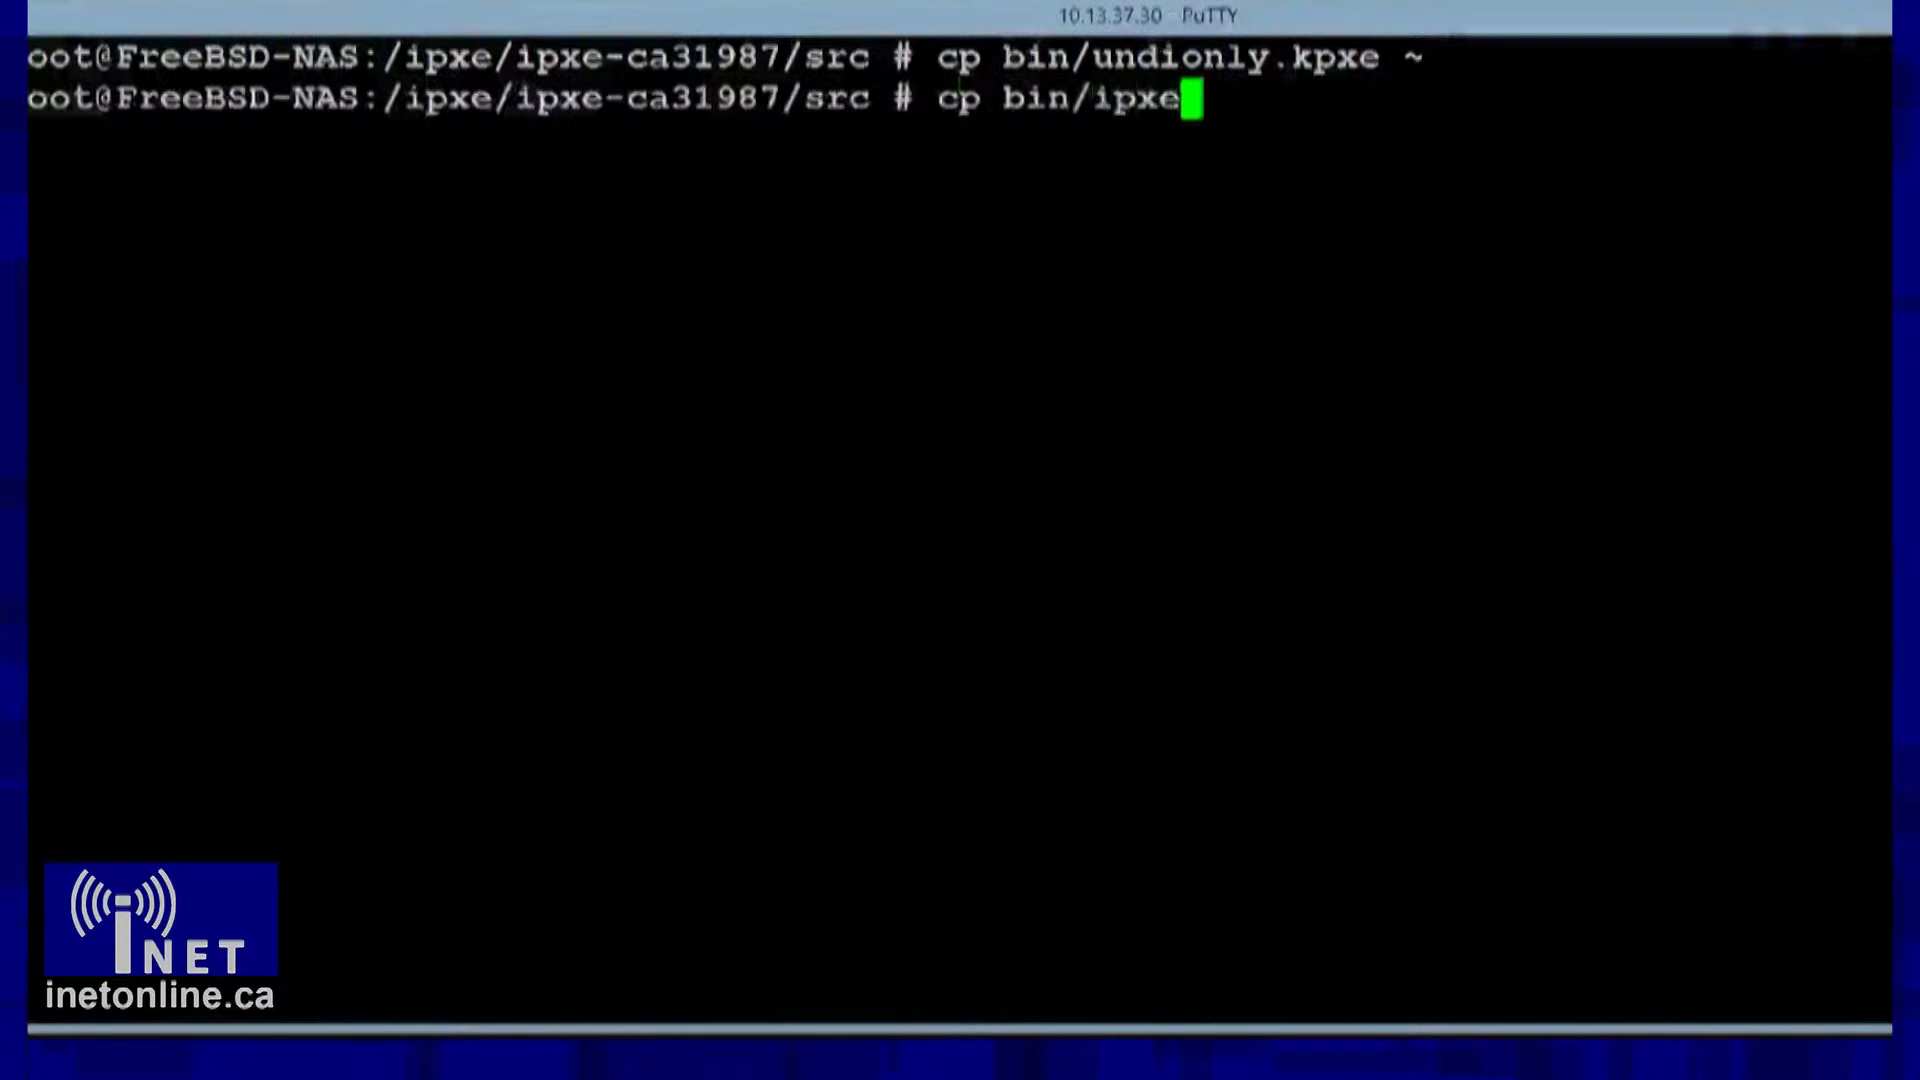 10.13.37.30 - PuTTY
oot@FreeBSD-NAS:/ipxe/ipxe-ca31987/src # cp bin/undionly.kpxe ~
oot@FreeBSD-NAS:/ipxe/ipxe-ca31987/src # cp bin/ipxe
iNET
inetonline.ca